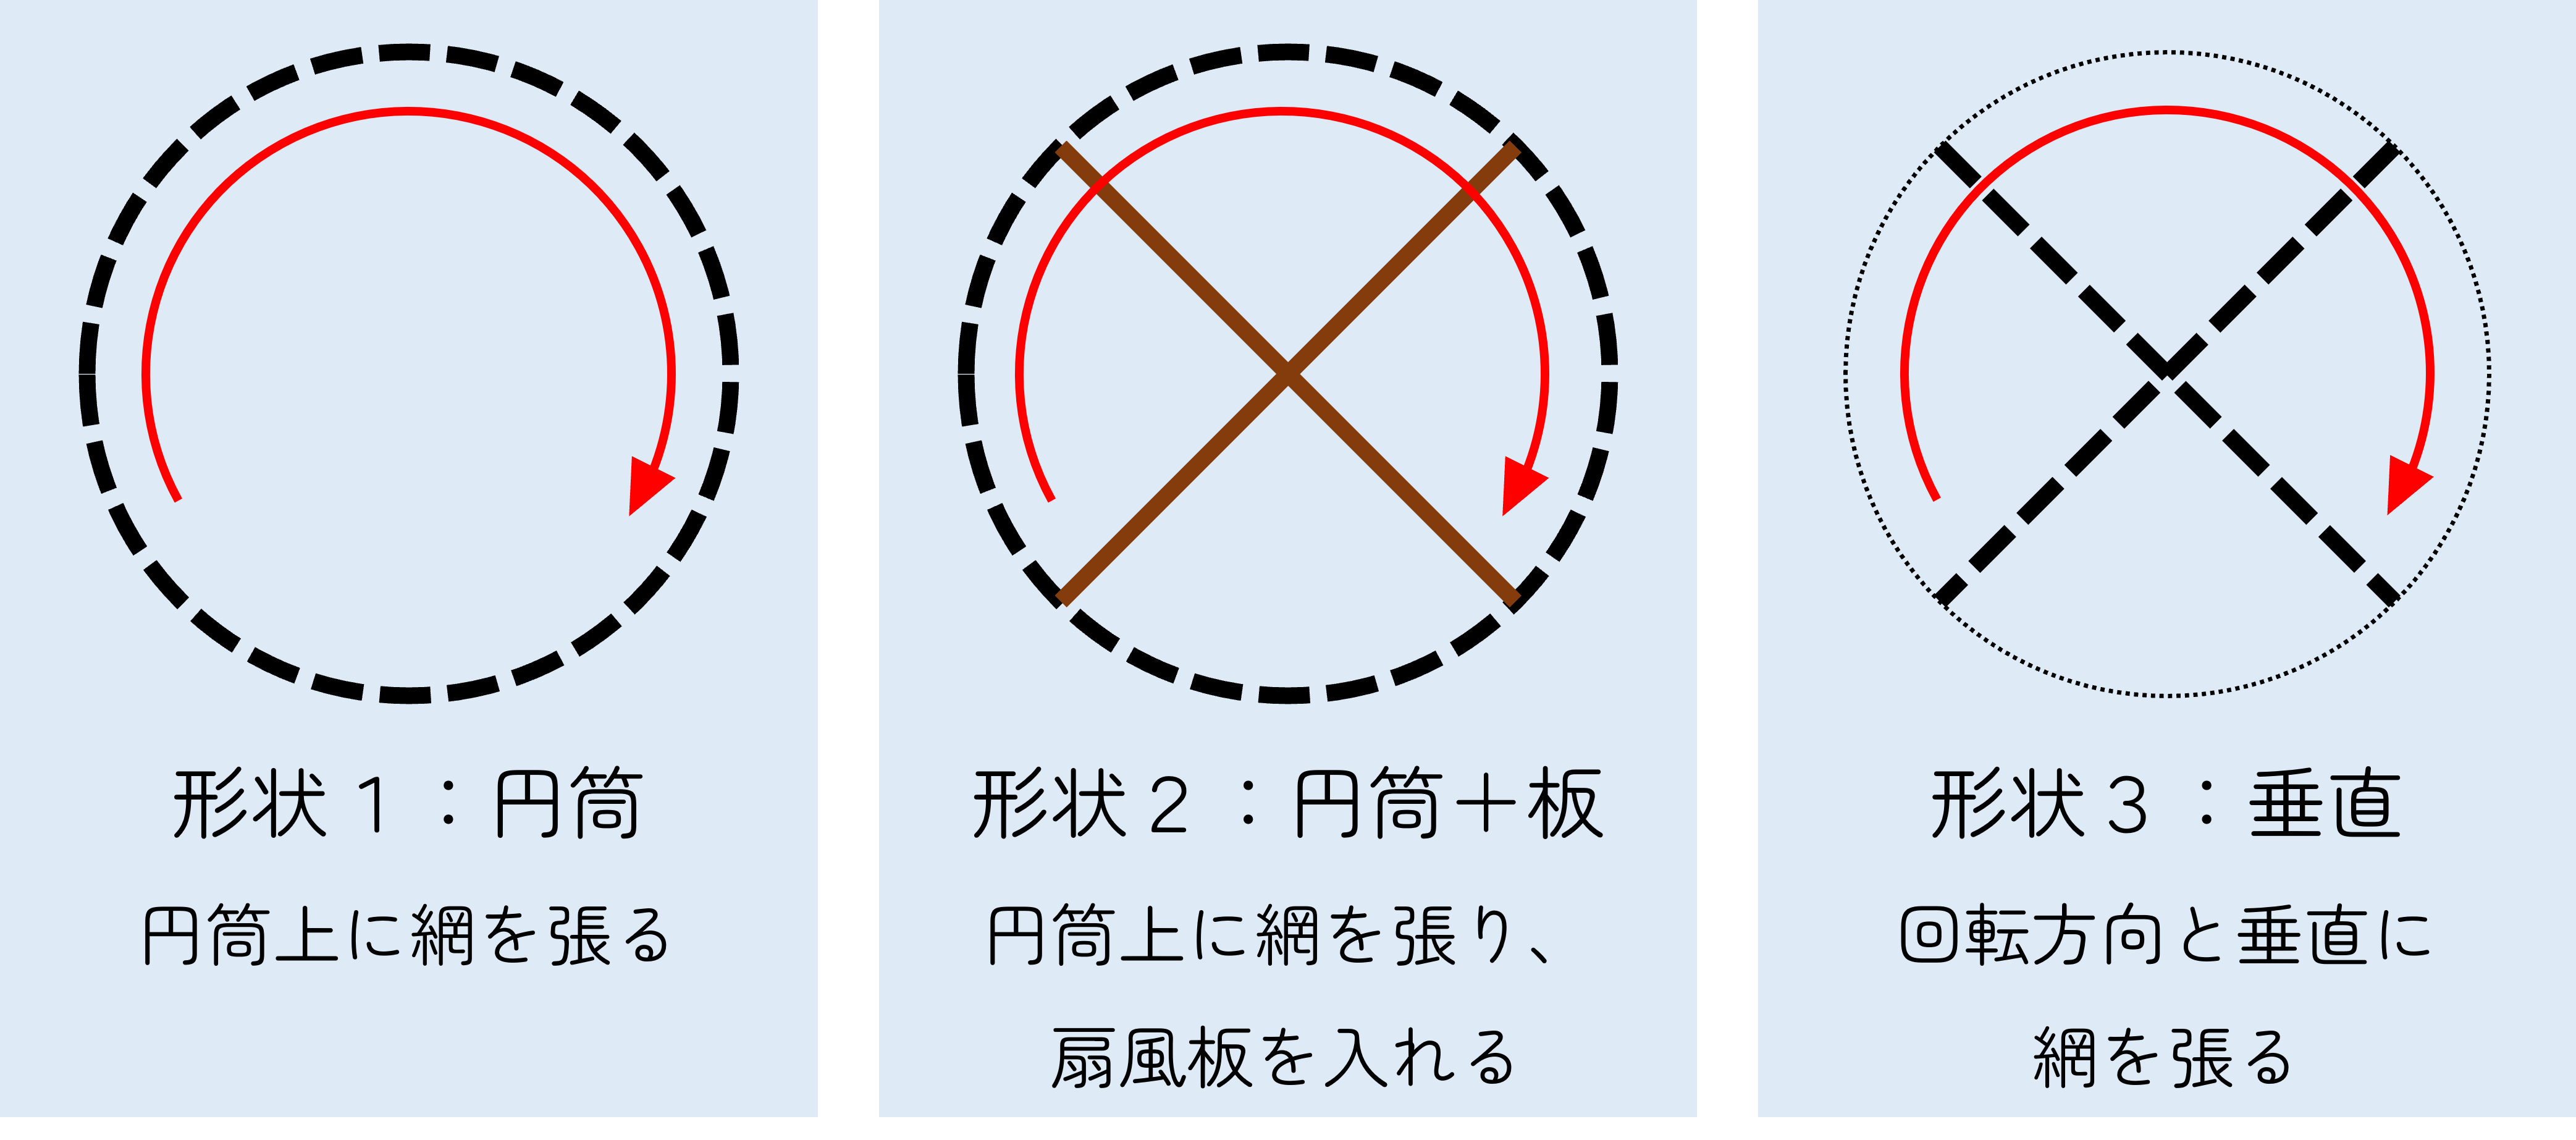 形状１：円筒
円筒上に網を張る
形状２：円筒＋板
円筒上に網を張り、
扇風板を入れる
形状３：垂直
回転方向と垂直に
網を張る